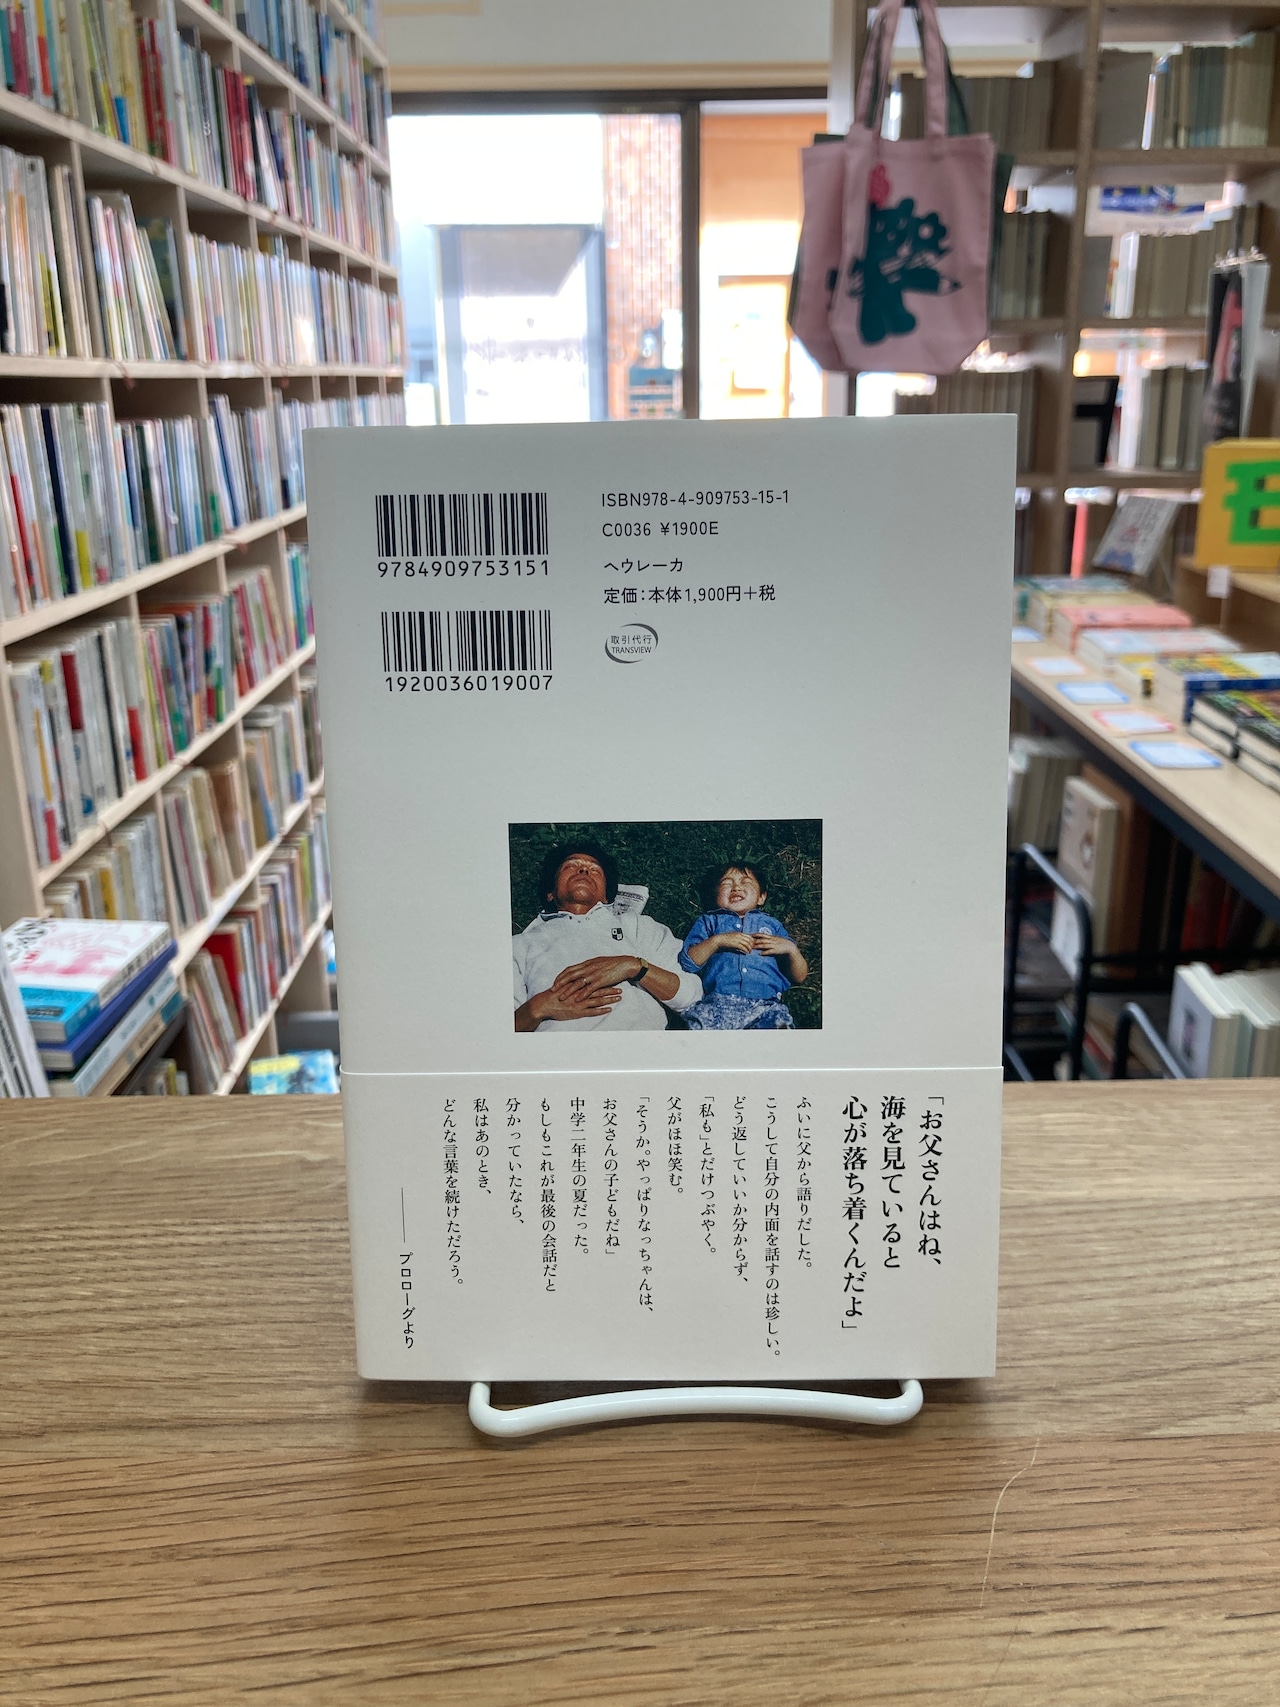 9784909753151
1920036019007
ISBN978-4-909753-15-1
C0036 ¥1900E
ヘウレーカ
定価：本体1,900円＋税
取引代行
TRANSVIEW
「お父さんはね、
海を見ていると
心が落ち着くんだよ」
ふいに父から語りだした。
こうして自分の内面を話すのは珍しい。
どう返していいか分からず、
「私も」とだけつぶやく。
父がほほ笑む。
「そうか。やっぱりなっちゃんは、
お父さんの子どもだね」
中学二年生の夏だった。
もしもこれが最後の会話だと
分かっていたなら、
私はあのとき、
どんな言葉を続けただろう。
――プロローグより